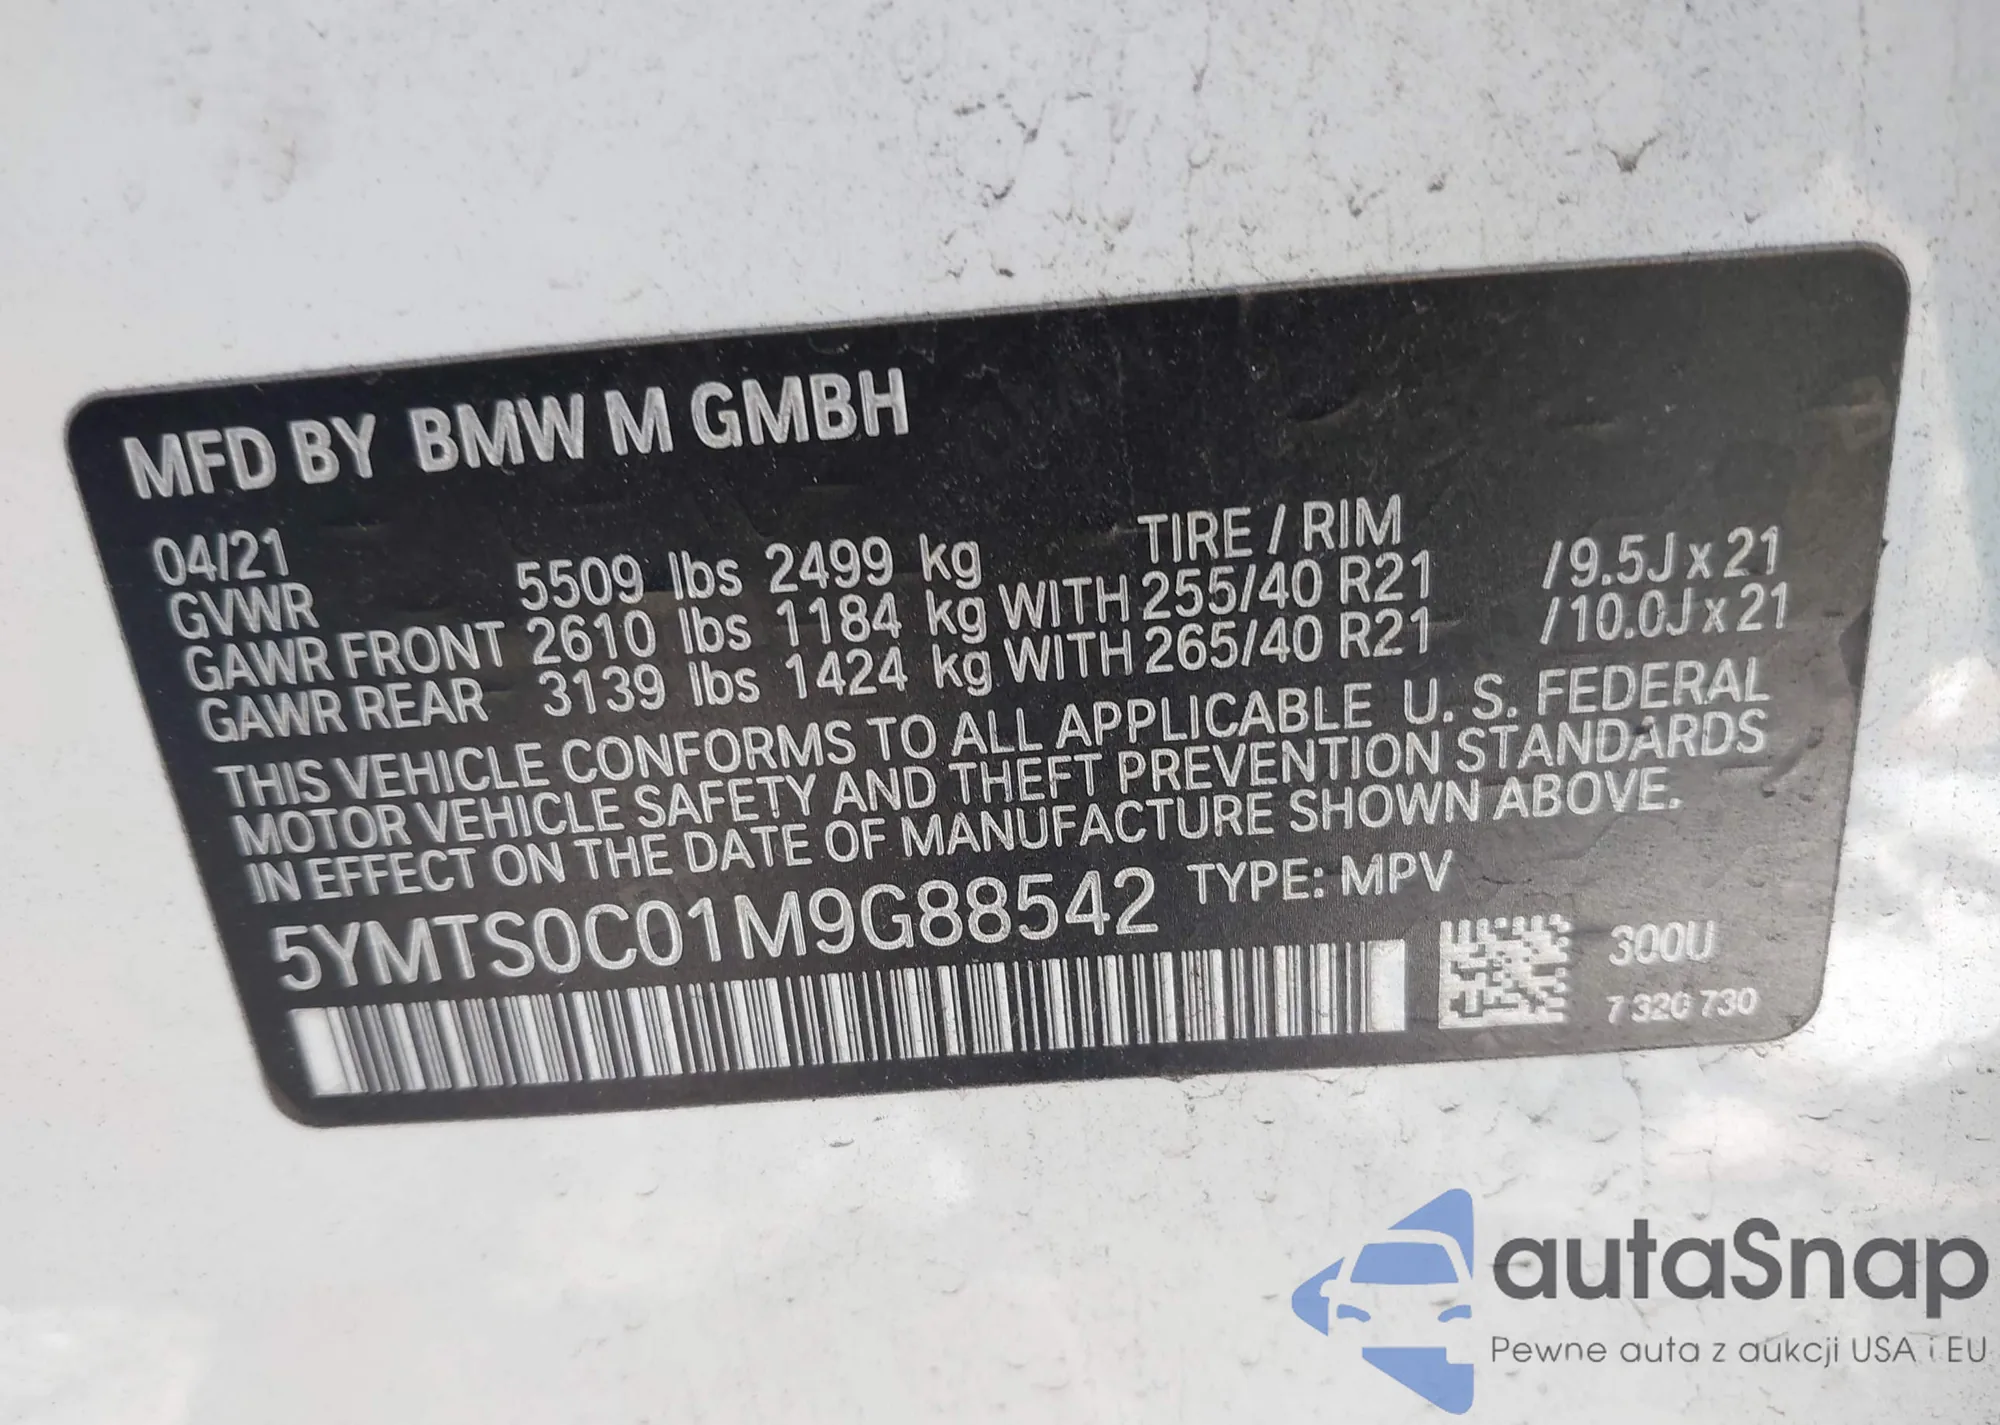 MFD BY BMW M GMBH
04/21 TIRE / RIM
GVWR 5509 lbs 2499 kg
GAWR FRONT 2610 lbs 1184 kg WITH 255/40 R21 /9.5J x 21
GAWR REAR 3139 lbs 1424 kg WITH 265/40 R21 /10.0J x 21
THIS VEHICLE CONFORMS TO ALL APPLICABLE U. S. FEDERAL
MOTOR VEHICLE SAFETY AND THEFT PREVENTION STANDARDS
IN EFFECT ON THE DATE OF MANUFACTURE SHOWN ABOVE.
5YMTS0C01M9G88542 TYPE: MPV
300U
7 320 730
autaSnap
Pewne auta z aukcji USA i EU